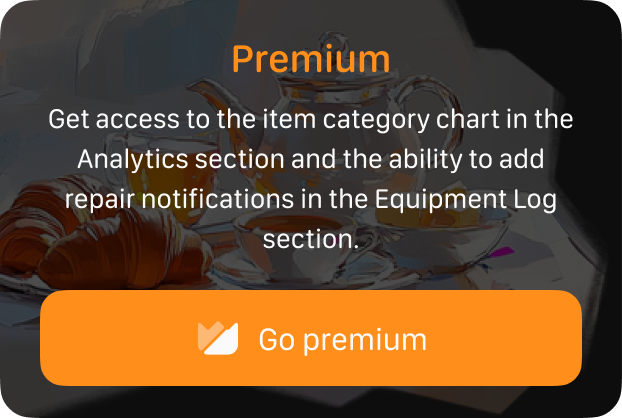 Premium
Get access to the item category chart in the
Analytics section and the ability to add
repair notifications in the Equipment Log
section.
Go premium